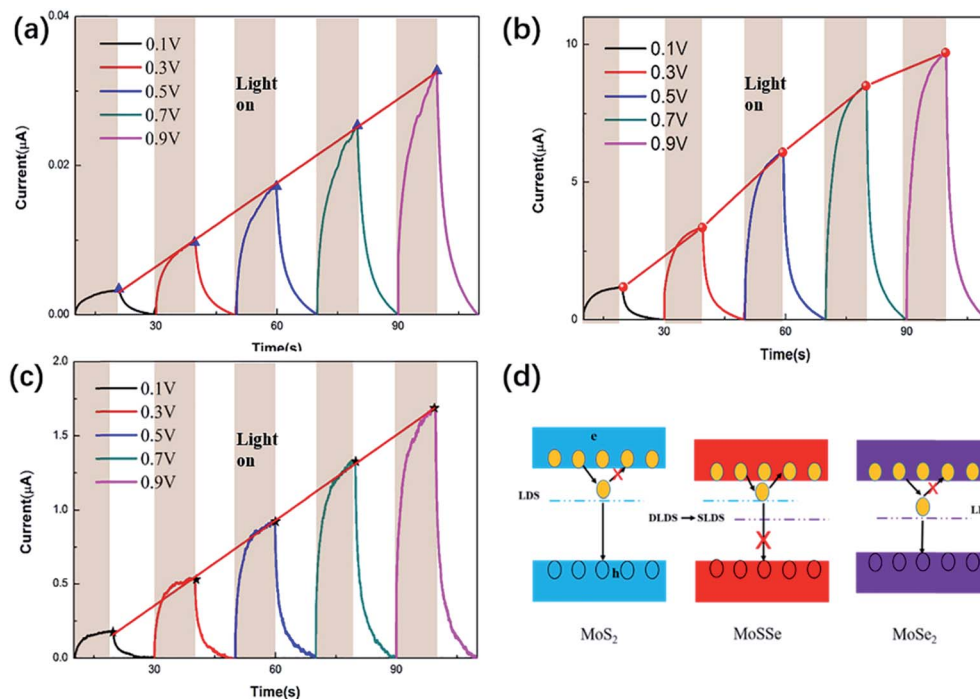 (a)
0.04
0.02
0.00
Current(μA)
0.1V
0.3V
0.5V
0.7V
0.9V
Light
on
30
60
90
Time(s)
(b)
10
5
0
Current(μA)
0.1V
0.3V
0.5V
0.7V
0.9V
Light
on
30
60
90
Time(s)
(c)
2.0
1.5
1.0
0.5
0.0
Current(μA)
0.1V
0.3V
0.5V
0.7V
0.9V
Light
on
30
60
90
Time(s)
(d)
e
LDS
DLDS SLDS
h
MoS2
MoSSe
MoSe2